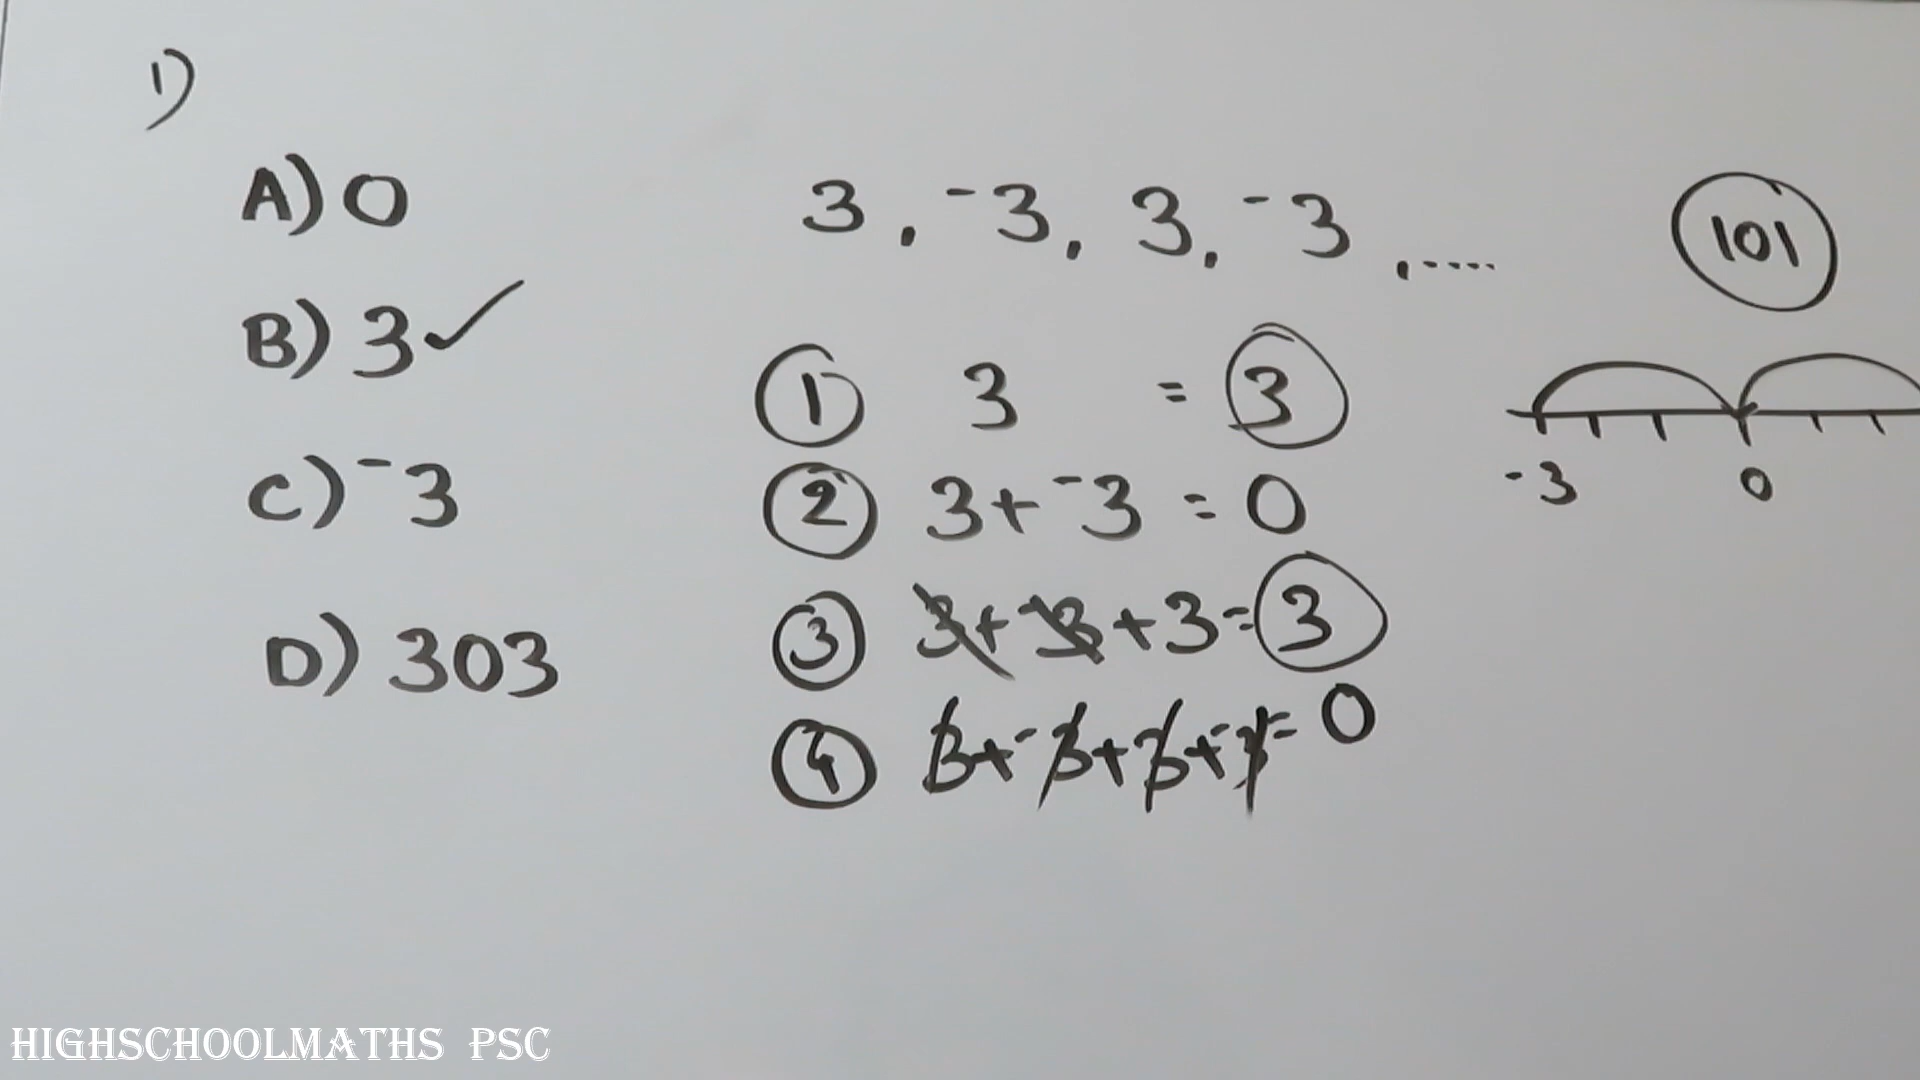 1)
A) 0
B) 3 ✓
C) -3
D) 303
3, -3, 3, -3, .....
101
① 3 = 3
② 3 + -3 = 0
③ 3 + -3 + 3 = 3
④ 3 + -3 + 3 + -3 = 0
-3 0
HIGHSCHOOLMATHS PSC